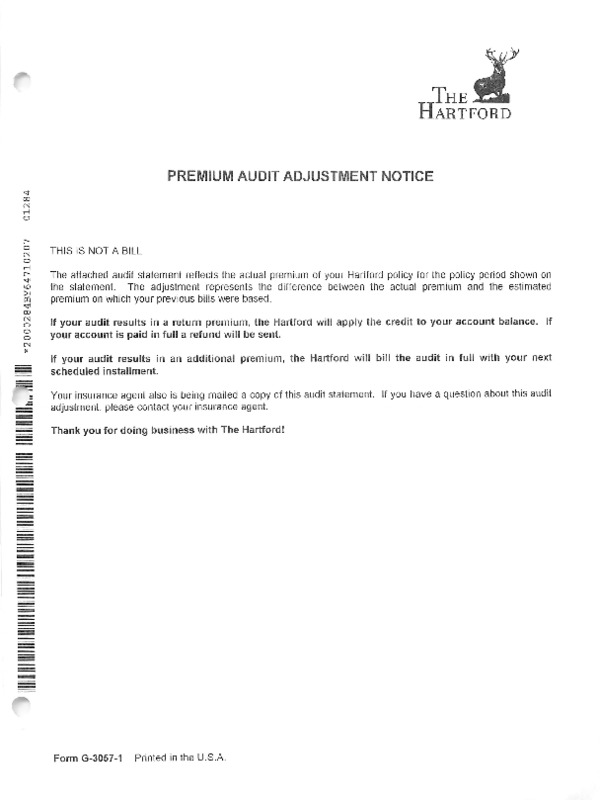 THE
HARTFORD
PREMIUM AUDIT ADJUSTMENT NOTICE
THIS IS NOT A BILL
The attached audit statement reflects the actual premium of your Hartford policy for the policy period shown on
the statement. The adjustment represents the difference between the actual premium and the estimated
premium on which your previous bills were based.
If your audit results in a return premium, the Hartford will apply the credit to your account balance. If
your account is paid in full a refund will be sent.
If your audit results in an additional premium, the Hartford will bill the audit in full with your next
scheduled installment.
Your insurance agent also is being mailed a copy of this audit statement. If you have a question about this audit
adjustment, please contact your insurance agent.
Thank you for doing business with The Hartford!
01284
Form G-3057-1 Printed in the U.S.A.